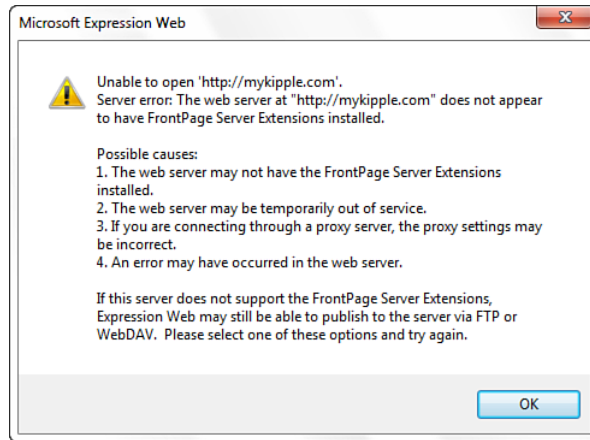 Microsoft Expression Web
Unable to open 'http://mykipple.com'.
Server error: The web server at "http://mykipple.com" does not appear
to have FrontPage Server Extensions installed.
Possible causes:
1. The web server may not have the FrontPage Server Extensions
installed.
2. The web server may be temporarily out of service.
3. If you are connecting through a proxy server, the proxy settings may
be incorrect.
4. An error may have occurred in the web server.
If this server does not support the FrontPage Server Extensions,
Expression Web may still be able to publish to the server via FTP or
WebDAV.  Please select one of these options and try again.
OK